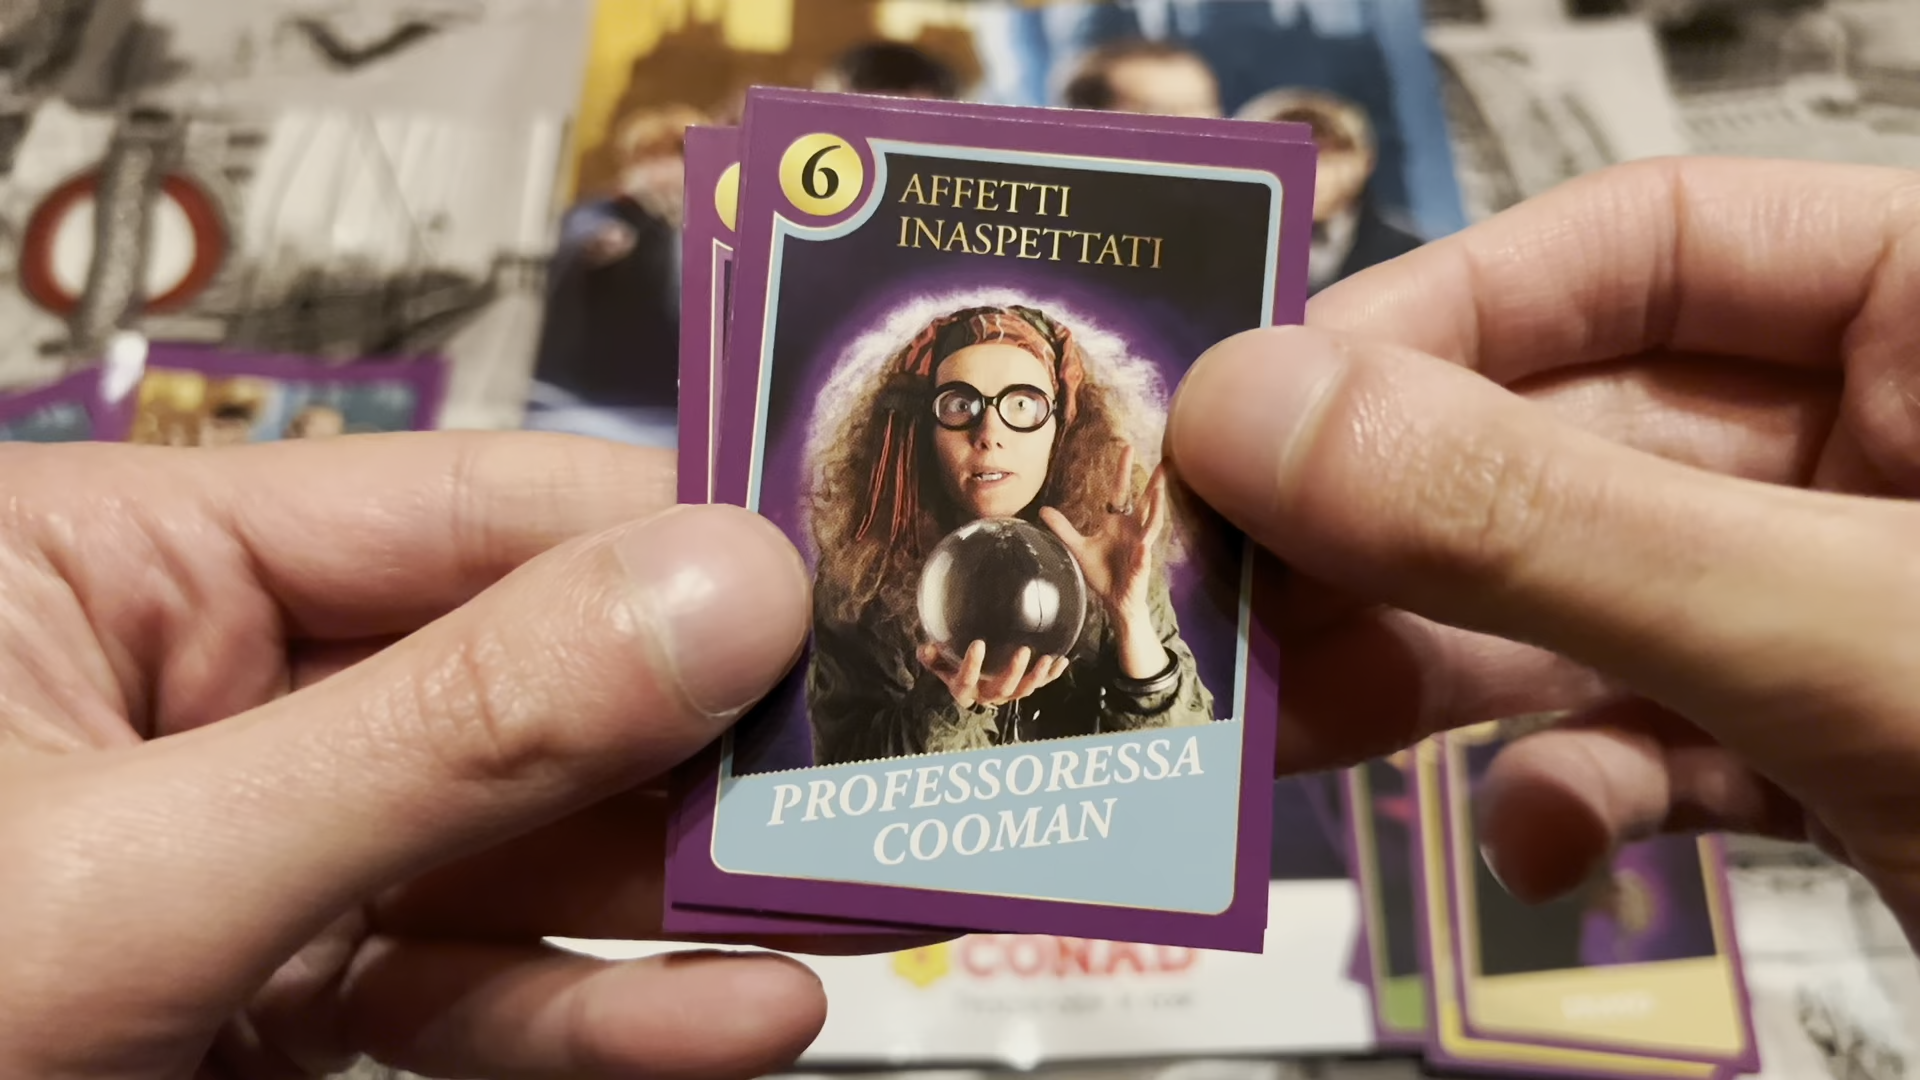 6
AFFETTI
INASPETTATI
PROFESSORESSA
COOMAN
CONAD